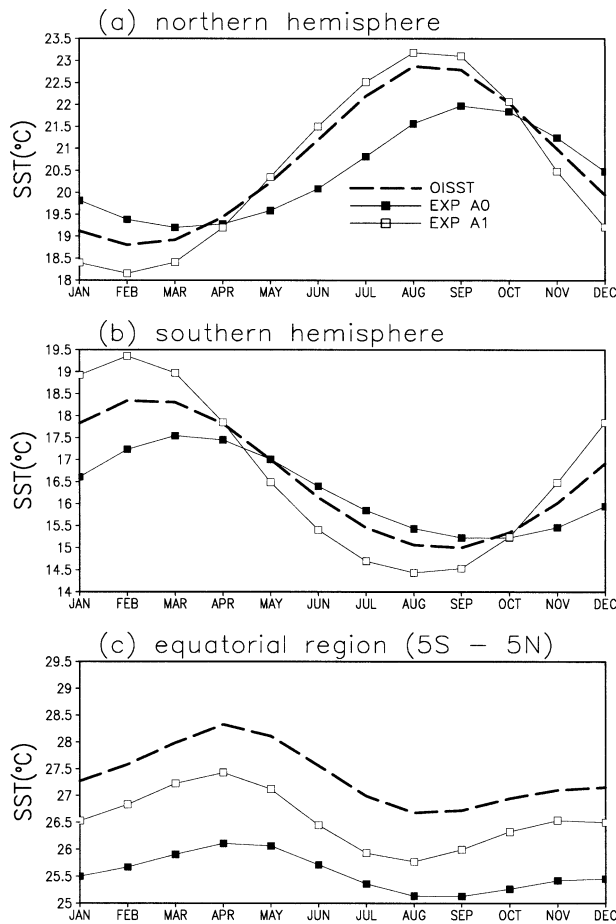 (a) northern hemisphere
SST(°C)
23.5
23
22.5
22
21.5
21
20.5
20
19.5
19
18.5
18
OISST
EXP A0
EXP A1
JAN FEB MAR APR MAY JUN JUL AUG SEP OCT NOV DEC
(b) southern hemisphere
SST(°C)
19.5
19
18.5
18
17.5
17
16.5
16
15.5
15
14.5
14
JAN FEB MAR APR MAY JUN JUL AUG SEP OCT NOV DEC
(c) equatorial region (5S – 5N)
SST(°C)
29.5
29
28.5
28
27.5
27
26.5
26
25.5
25
JAN FEB MAR APR MAY JUN JUL AUG SEP OCT NOV DEC